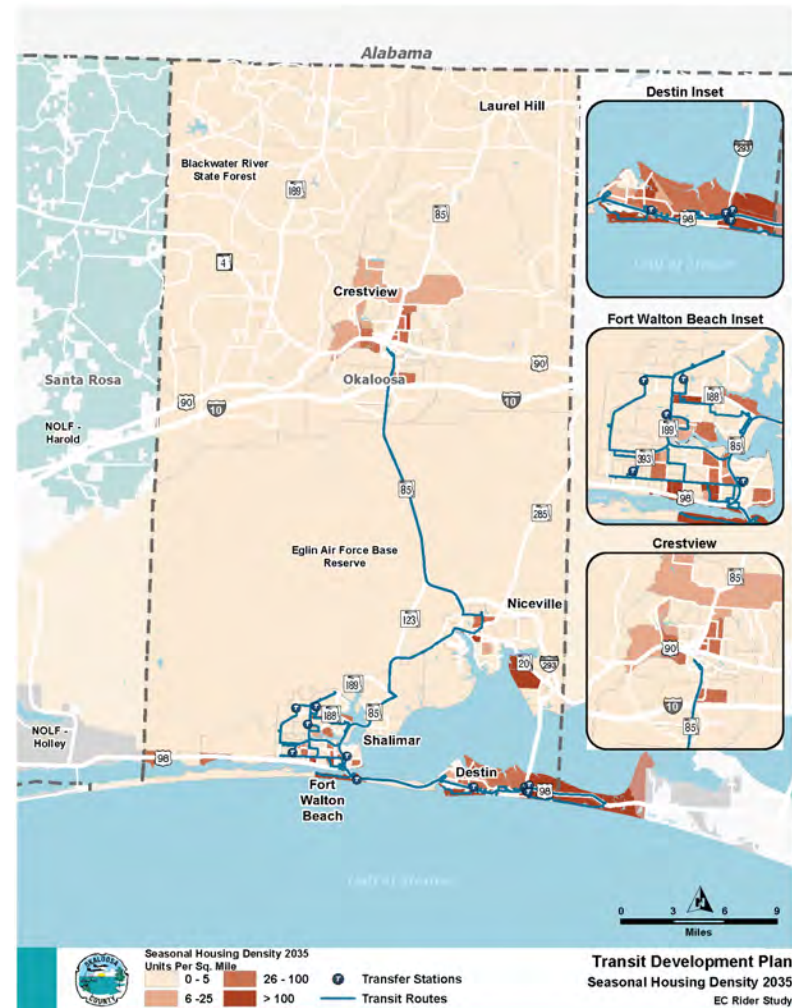 Alabama
Laurel Hill
Destin Inset
293
Blackwater River
State Forest
189
85
98
4
Crestview
Fort Walton Beach Inset
Santa Rosa
90
Okaloosa
90
10
10
188
189
85
393
98
NOLF -
Harold
85
285
Eglin Air Force Base
Reserve
Crestview
85
90
10
85
Niceville
123
20
293
189
188
85
NOLF -
Holley
Shalimar
98
Destin
98
Fort
Walton
Beach
N
0 3 6 9
Miles
OKALOOSA
COUNTY
Seasonal Housing Density 2035
Units Per Sq. Mile
0 - 5
26 - 100
6 - 25
> 100
T Transfer Stations
Transit Routes
Transit Development Plan
Seasonal Housing Density 2035
EC Rider Study